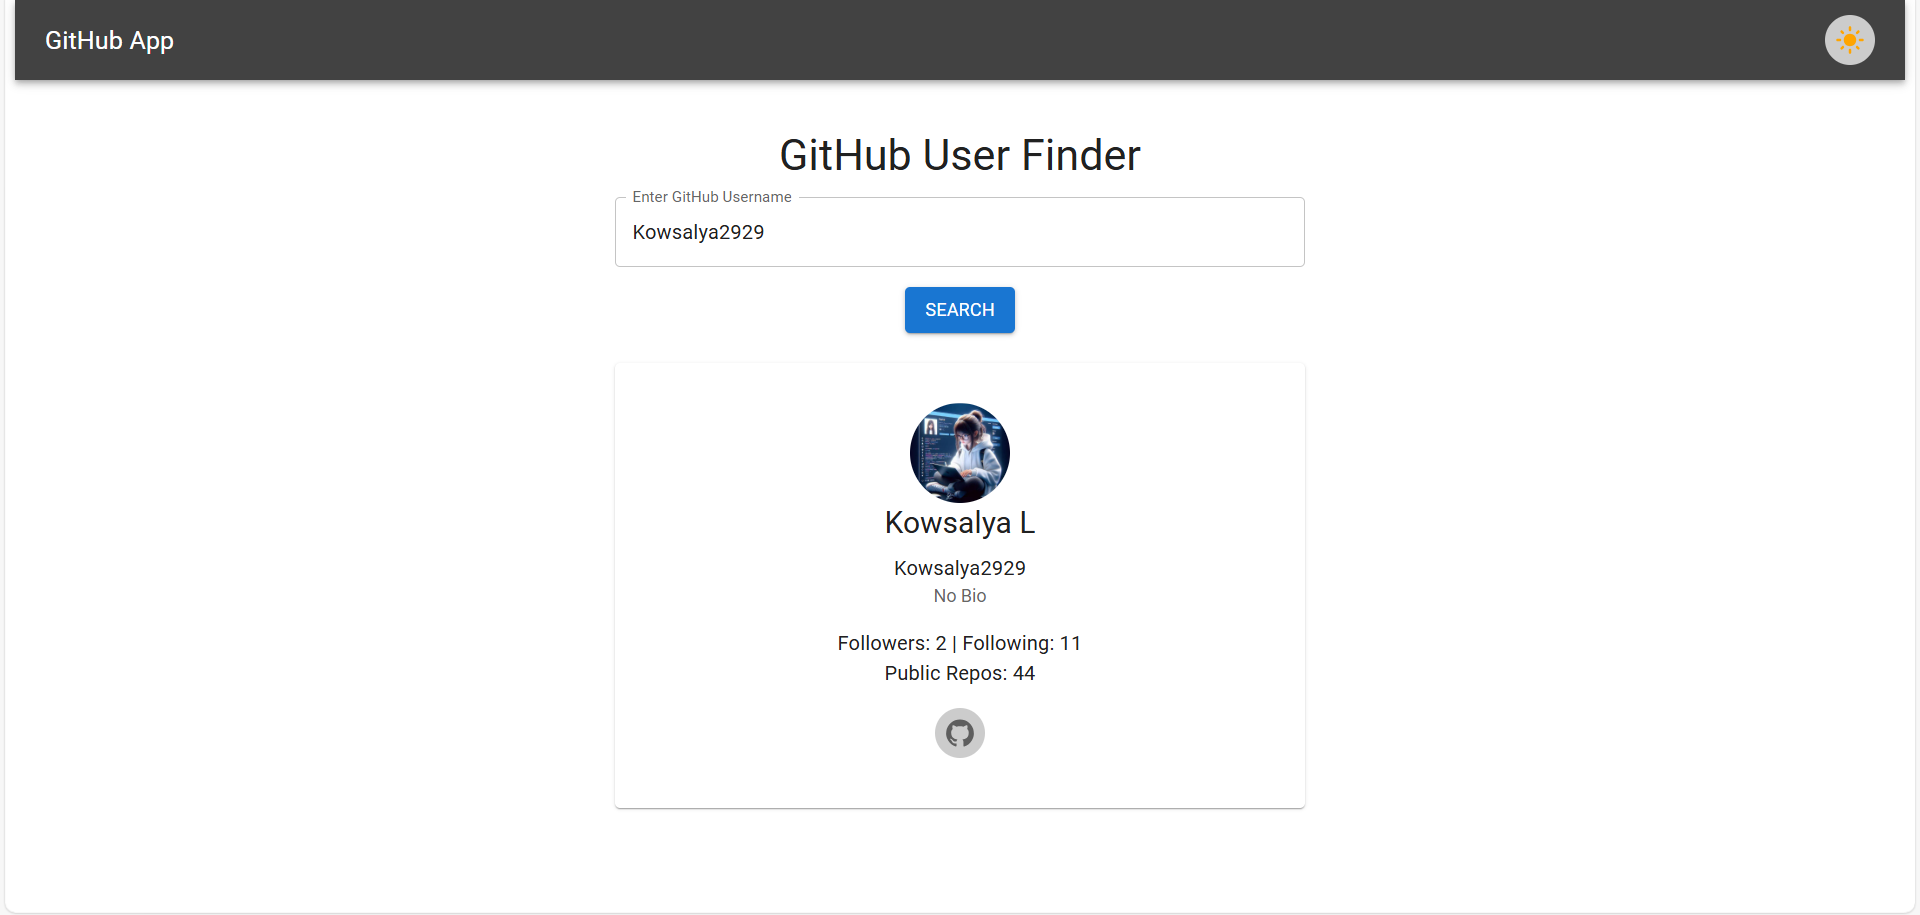 GitHub App
GitHub User Finder
Enter GitHub Username
Kowsalya2929
SEARCH
Kowsalya L
Kowsalya2929
No Bio
Followers: 2 | Following: 11
Public Repos: 44